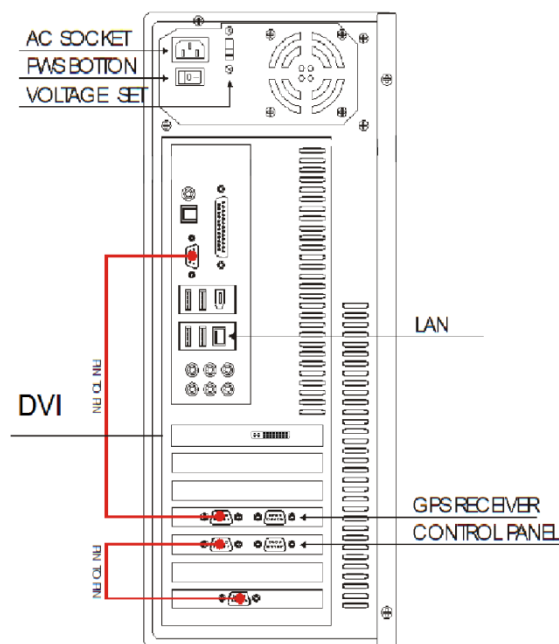 AC SOCKET
PWS BOTTON
VOLTAGE SET
LAN
PIN TO PIN
DVI
GPS RECEIVER
CONTROL PANEL
PIN TO PIN